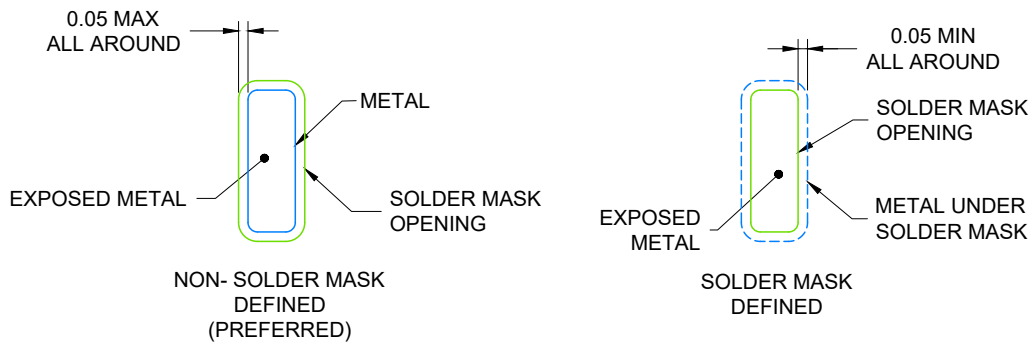 0.05 MAX
ALL AROUND
METAL
EXPOSED METAL
SOLDER MASK
OPENING
NON- SOLDER MASK
DEFINED
(PREFERRED)
0.05 MIN
ALL AROUND
SOLDER MASK
OPENING
EXPOSED
METAL
METAL UNDER
SOLDER MASK
SOLDER MASK
DEFINED